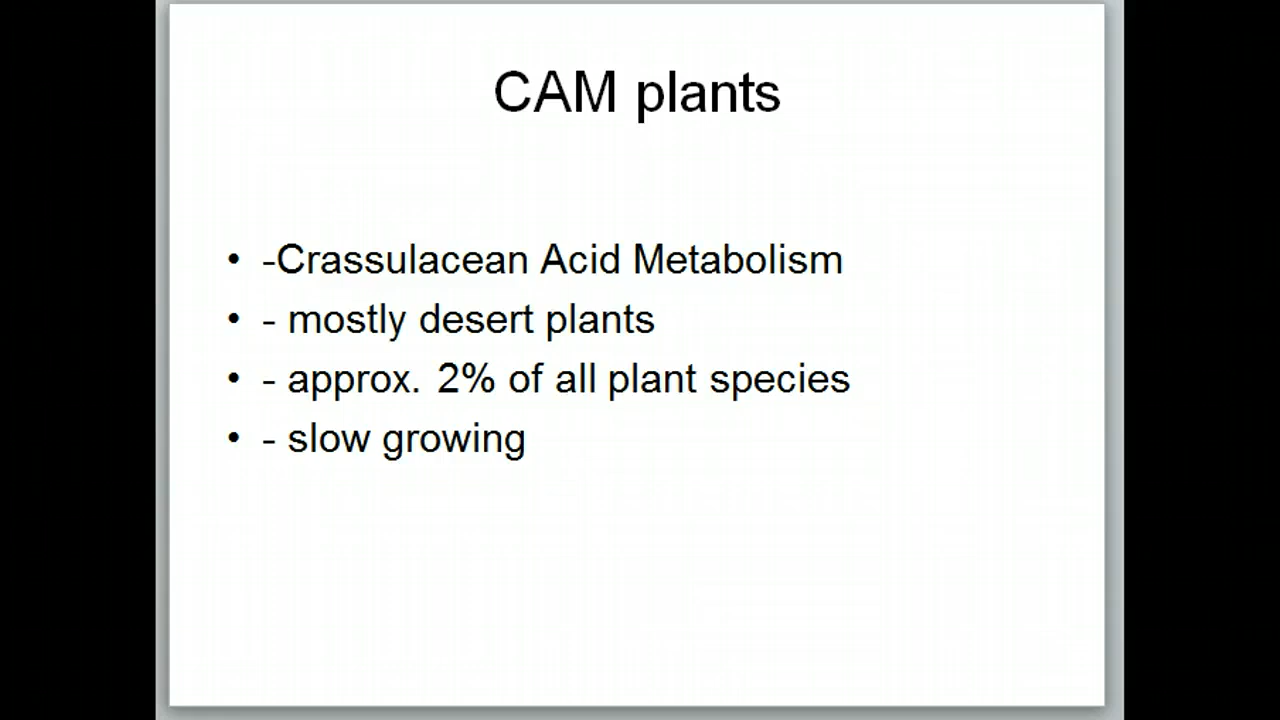 CAM plants
• -Crassulacean Acid Metabolism
• - mostly desert plants
• - approx. 2% of all plant species
• - slow growing